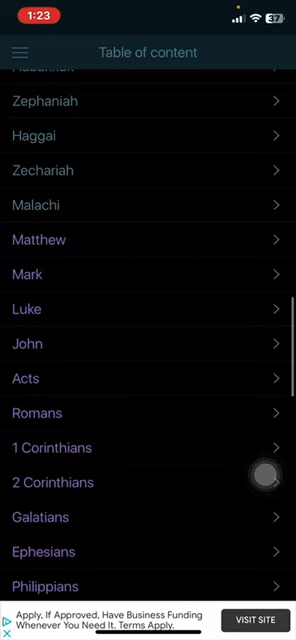 1:23
37
Table of content
Habakkuk
Zephaniah
Haggai
Zechariah
Malachi
Matthew
Mark
Luke
John
Acts
Romans
1 Corinthians
2 Corinthians
Galatians
Ephesians
Philippians
Apply, If Approved, Have Business Funding
Whenever You Need It. Terms Apply.
VISIT SITE